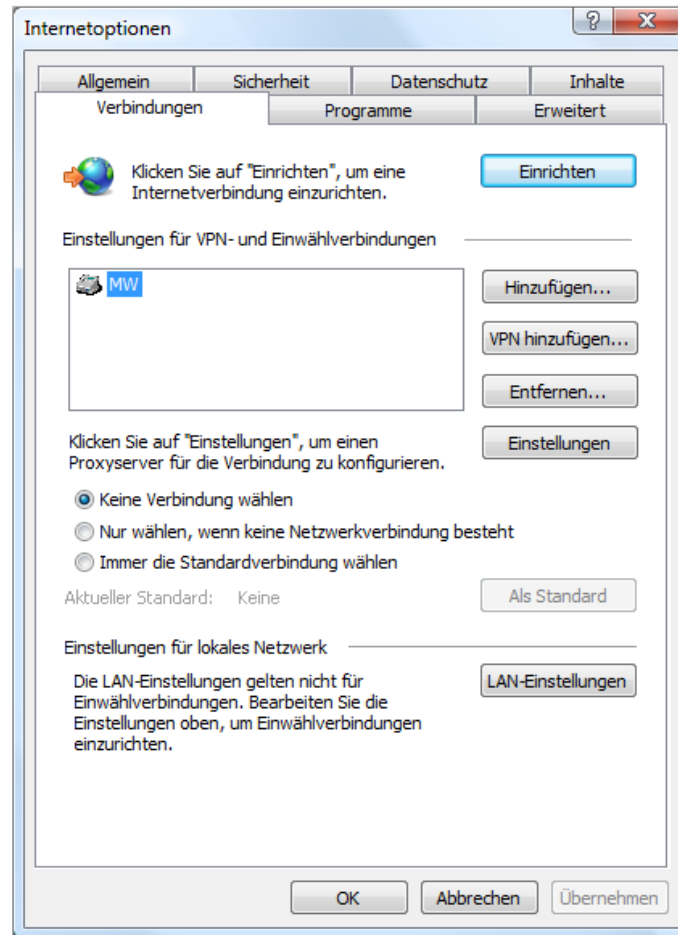 Internetoptionen
Allgemein Sicherheit Datenschutz Inhalte
Verbindungen Programme Erweitert
Klicken Sie auf "Einrichten", um eine
Internetverbindung einzurichten.
Einrichten
Einstellungen für VPN- und Einwählverbindungen
MW
Hinzufügen...
VPN hinzufügen...
Entfernen...
Klicken Sie auf "Einstellungen", um einen
Proxyserver für die Verbindung zu konfigurieren.
Einstellungen
Keine Verbindung wählen
Nur wählen, wenn keine Netzwerkverbindung besteht
Immer die Standardverbindung wählen
Aktueller Standard: Keine
Als Standard
Einstellungen für lokales Netzwerk
Die LAN-Einstellungen gelten nicht für
Einwählverbindungen. Bearbeiten Sie die
Einstellungen oben, um Einwählverbindungen
einzurichten.
LAN-Einstellungen
OK Abbrechen Übernehmen